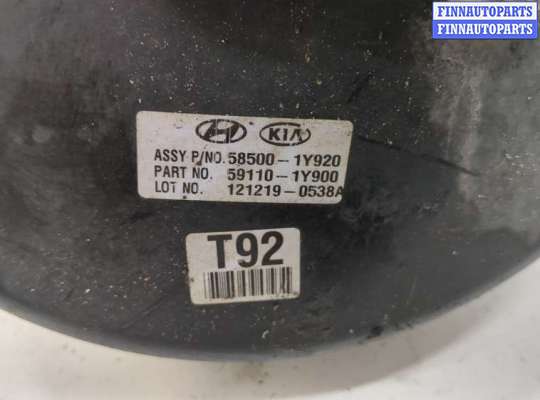 FINNAUTOPARTS
FINNAUTOPARTS
KIA
ASSY P/NO. 58500-1Y920
PART NO. 59110-1Y900
LOT NO. 121219-0538A
T92